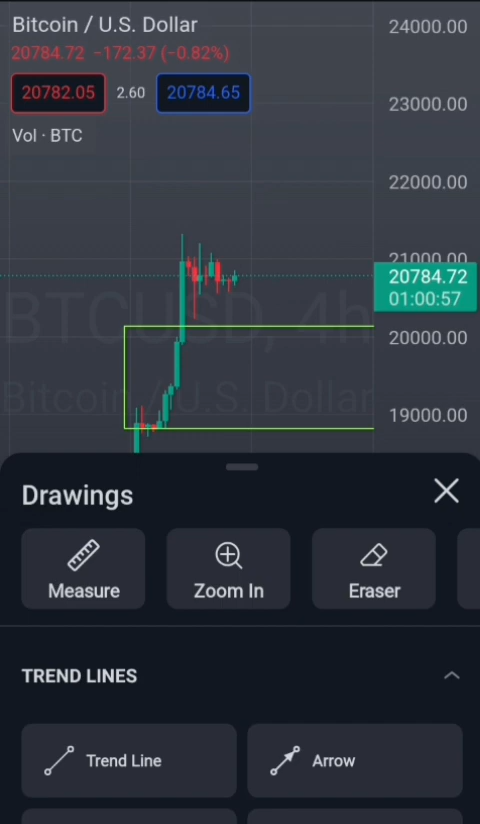 Bitcoin / U.S. Dollar
20784.72 −172.37 (−0.82%)
20782.05 2.60 20784.65
Vol · BTC
24000.00
23000.00
22000.00
21000.00
20784.72
01:00:57
20000.00
19000.00
BTCUSD, 4h
Bitcoin / U.S. Dollar
Drawings
Measure
Zoom In
Eraser
TREND LINES
Trend Line
Arrow